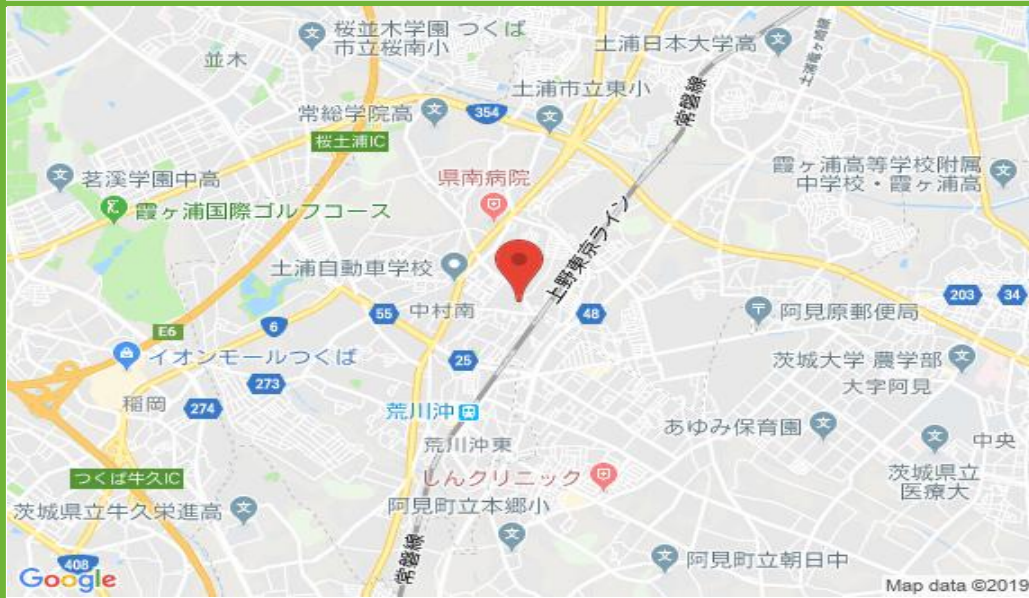 桜並木学園 つくば
市立桜南小
並木
土浦日本大学高
土浦市立東小
常総学院高
354
常磐線
桜土浦IC
茗溪学園中高
県南病院
霞ヶ浦高等学校附属
中学校・霞ヶ浦高
霞ヶ浦国際ゴルフコース
上野東京ライン
土浦自動車学校
203
34
6
55
中村南
48
阿見原郵便局
E6
イオンモールつくば
25
茨城大学 農学部
273
大字阿見
稲岡
274
荒川沖
あゆみ保育園
荒川沖東
中央
つくば牛久IC
しんクリニック
茨城県立
医療大
茨城県立牛久栄進高
阿見町立本郷小
常磐線
408
阿見町立朝日中
Google
Map data ©2019